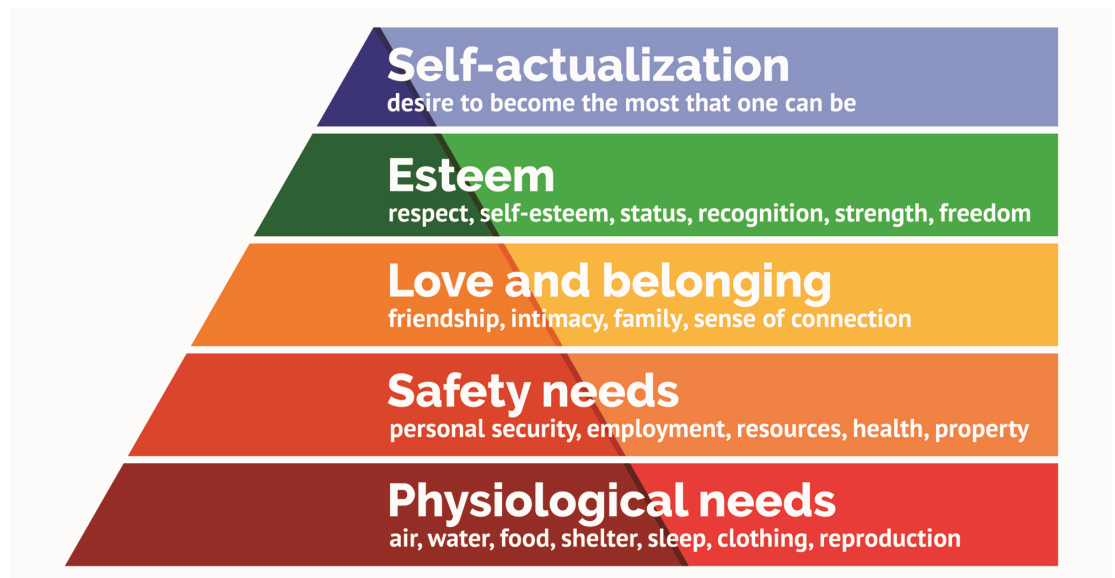 Self-actualization
desire to become the most that one can be
Esteem
respect, self-esteem, status, recognition, strength, freedom
Love and belonging
friendship, intimacy, family, sense of connection
Safety needs
personal security, employment, resources, health, property
Physiological needs
air, water, food, shelter, sleep, clothing, reproduction